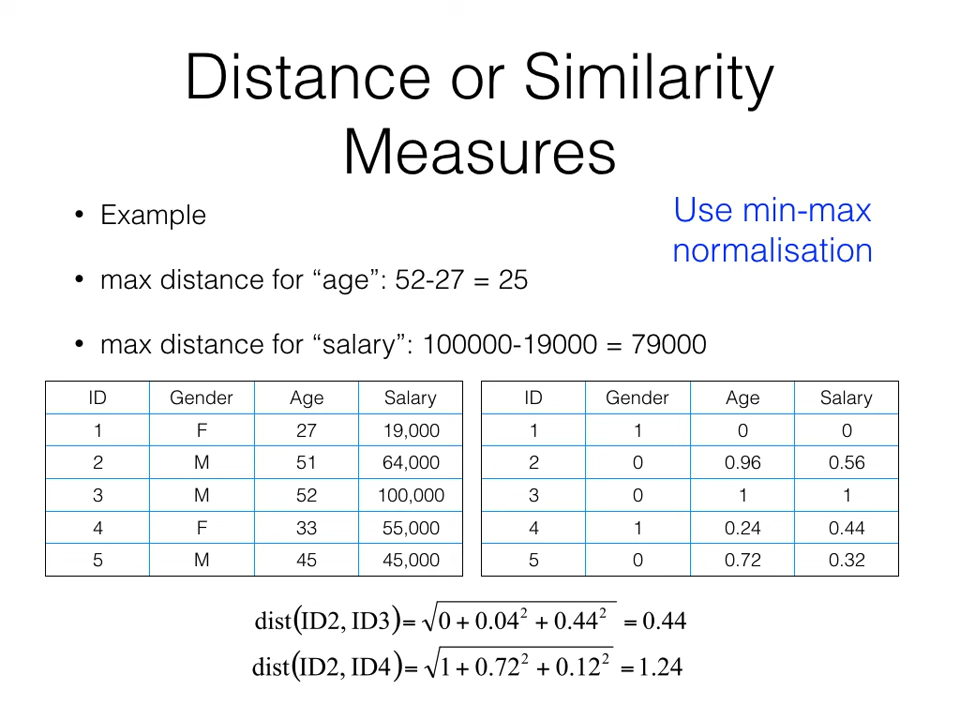 Distance or Similarity
Measures
• Example
Use min-max
normalisation
• max distance for “age”: 52-27 = 25
• max distance for “salary”: 100000-19000 = 79000
ID Gender Age Salary
1 F 27 19,000
2 M 51 64,000
3 M 52 100,000
4 F 33 55,000
5 M 45 45,000
ID Gender Age Salary
1 1 0 0
2 0 0.96 0.56
3 0 1 1
4 1 0.24 0.44
5 0 0.72 0.32
dist(ID2, ID3)= √0 + 0.04² + 0.44² = 0.44
dist(ID2, ID4)= √1 + 0.72² + 0.12² = 1.24